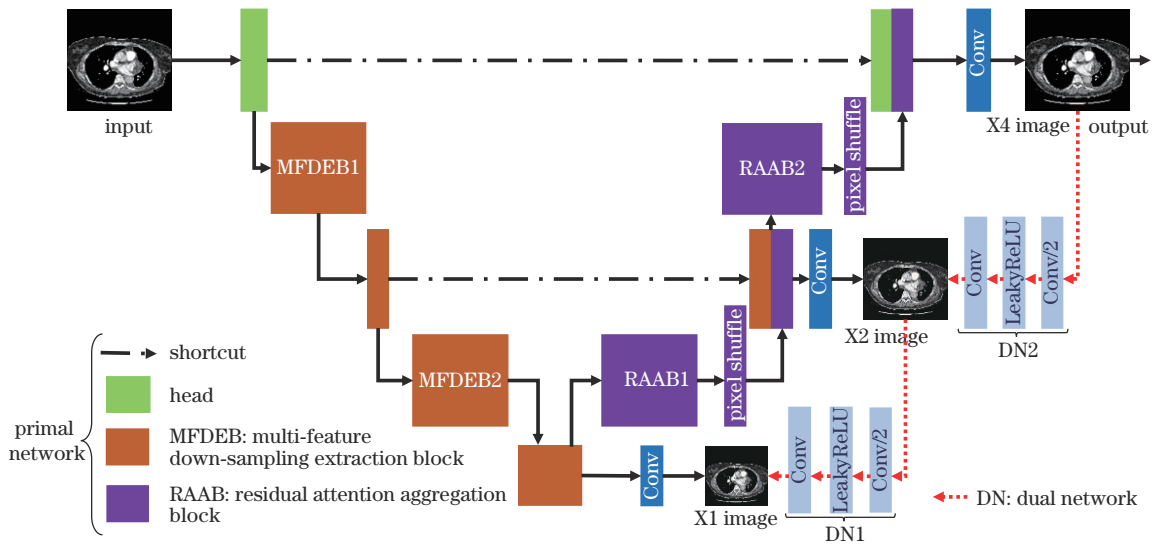 input
Conv
X4 image
output
MFDEB1
RAAB2
pixel shuffle
Conv
X2 image
Conv
LeakyReLU
Conv/2
DN2
MFDEB2
RAAB1
pixel shuffle
Conv
X1 image
Conv
LeakyReLU
Conv/2
DN1
primal
network
shortcut
head
MFDEB: multi-feature
down-sampling extraction block
RAAB: residual attention aggregation
block
DN: dual network